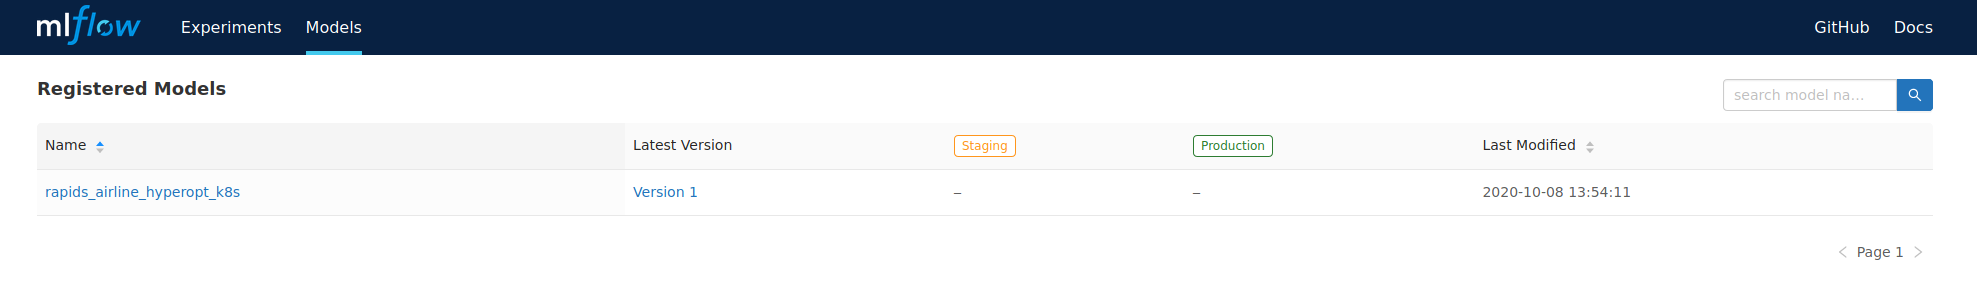 mlflow Experiments Models GitHub Docs
Registered Models
search model na...
Name Latest Version Staging Production Last Modified
rapids_airline_hyperopt_k8s Version 1 – – 2020-10-08 13:54:11
Page 1